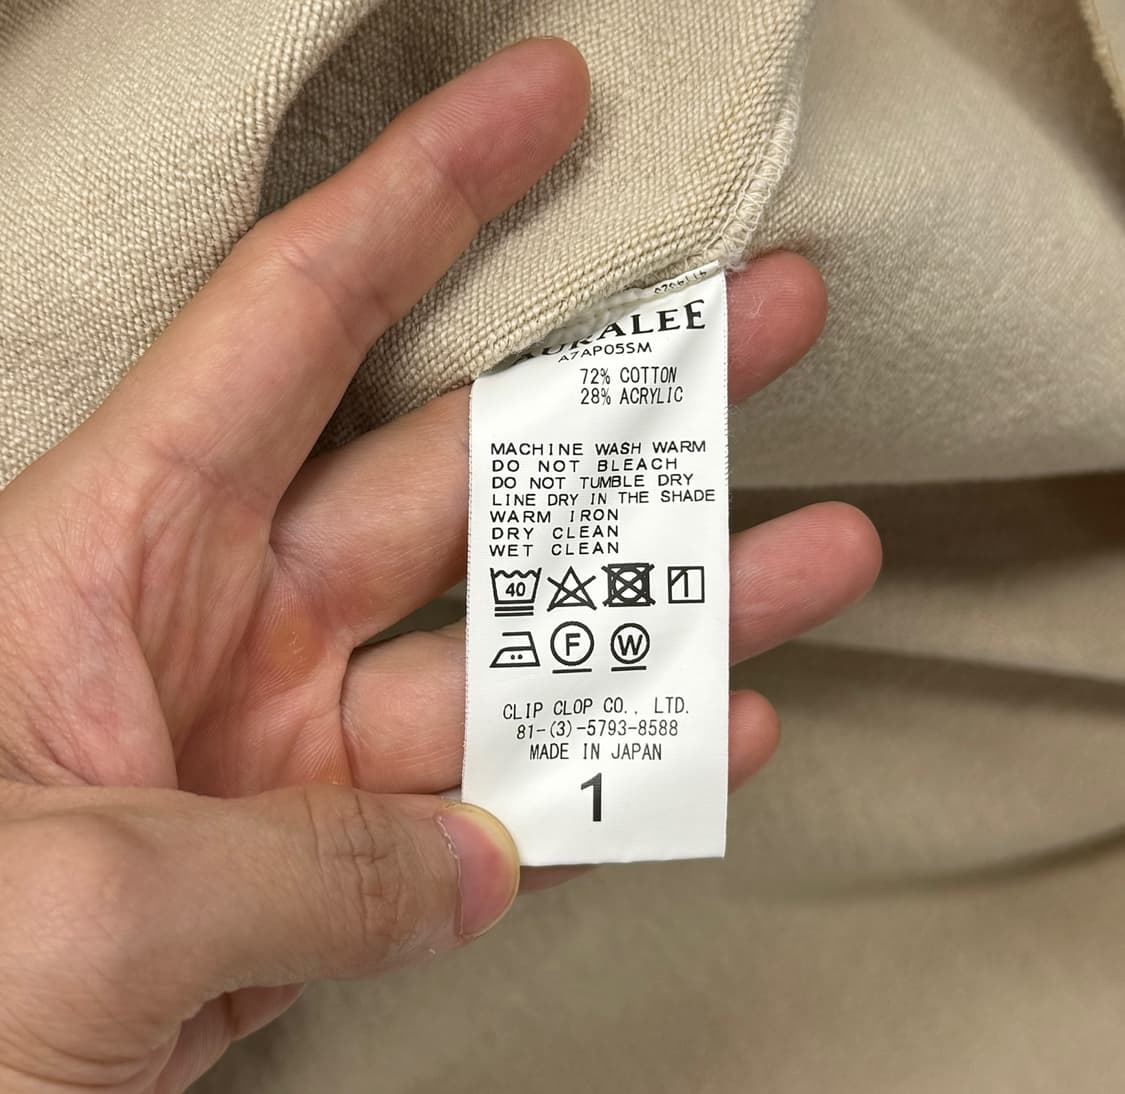 AURALEE
A7AP05SM
72% COTTON
28% ACRYLIC
MACHINE WASH WARM
DO NOT BLEACH
DO NOT TUMBLE DRY
LINE DRY IN THE SHADE
WARM IRON
DRY CLEAN
WET CLEAN
40
F W
CLIP CLOP CO., LTD.
81-(3)-5793-8588
MADE IN JAPAN
1